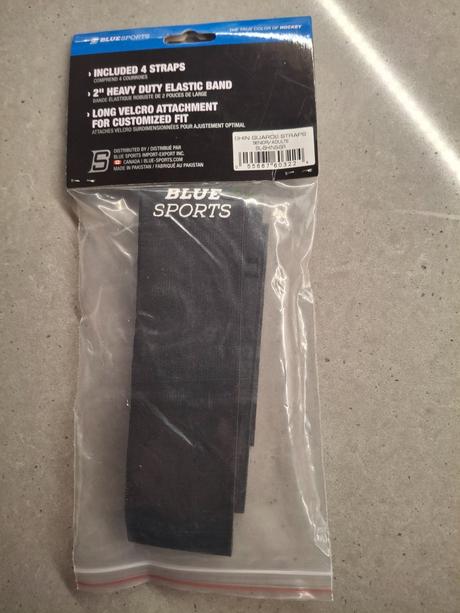 BLUESPORTS
THE TRUE COLOR OF HOCKEY
› INCLUDED 4 STRAPS
COMPREND 4 COURROIES
› 2" HEAVY DUTY ELASTIC BAND
BANDE ÉLASTIQUE ROBUSTE DE 2 POUCES DE LARGE
› LONG VELCRO ATTACHMENT
FOR CUSTOMIZED FIT
ATTACHES VELCRO SURDIMENSIONNÉES POUR AJUSTEMENT OPTIMAL
DISTRIBUTED BY / DISTRIBUÉ PAR
BLUE SPORTS IMPORT-EXPORT INC.
CANADA | BLUE-SPORTS.COM
MADE IN PAKISTAN / FABRIQUÉ AU PAKISTAN
SHIN GUARDS STRAPS
SENIOR/ADULTE
BLUE
SPORTS